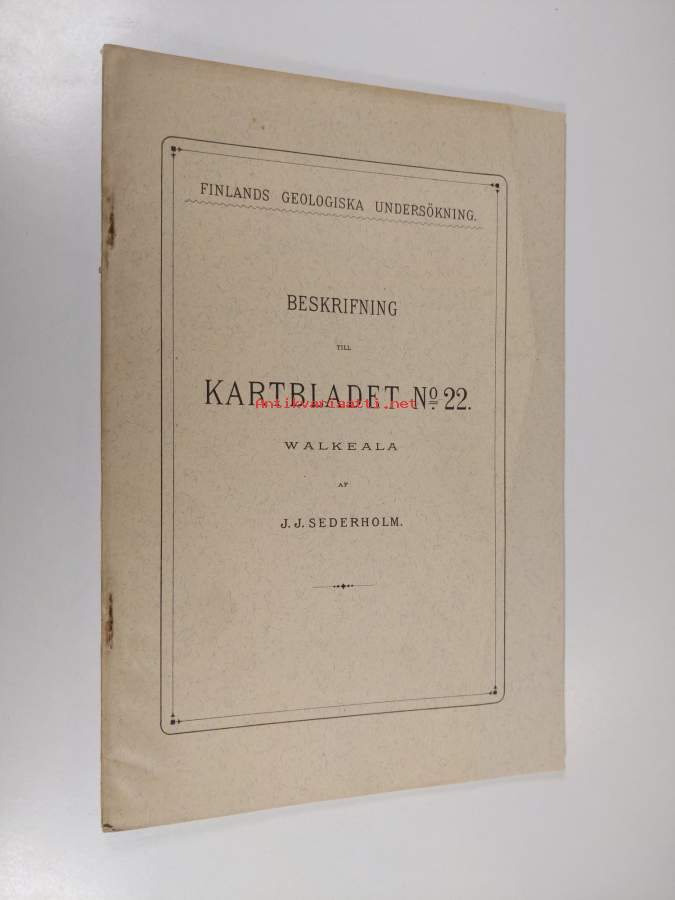 FINLANDS GEOLOGISKA UNDERSÖKNING.
BESKRIFNING
TILL
KARTBLADET No 22.
Antikvariaatti.net
WALKEALA
AF
J. J. SEDERHOLM.